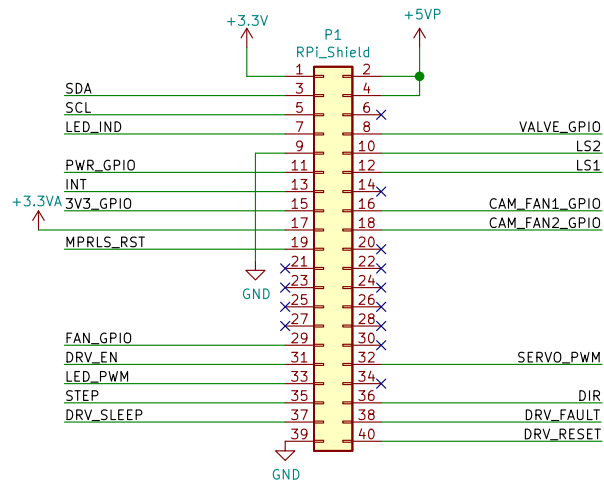 +3.3V
+5VP
P1
RPi_Shield
1 2
SDA 3 4
SCL 5 6
LED_IND 7 8 VALVE_GPIO
9 10 LS2
PWR_GPIO 11 12 LS1
INT 13 14
+3.3VA 3V3_GPIO 15 16 CAM_FAN1_GPIO
17 18 CAM_FAN2_GPIO
MPRLS_RST 19 20
21 22
23 24
GND 25 26
27 28
FAN_GPIO 29 30
DRV_EN 31 32 SERVO_PWM
LED_PWM 33 34
STEP 35 36 DIR
DRV_SLEEP 37 38 DRV_FAULT
39 40 DRV_RESET
GND